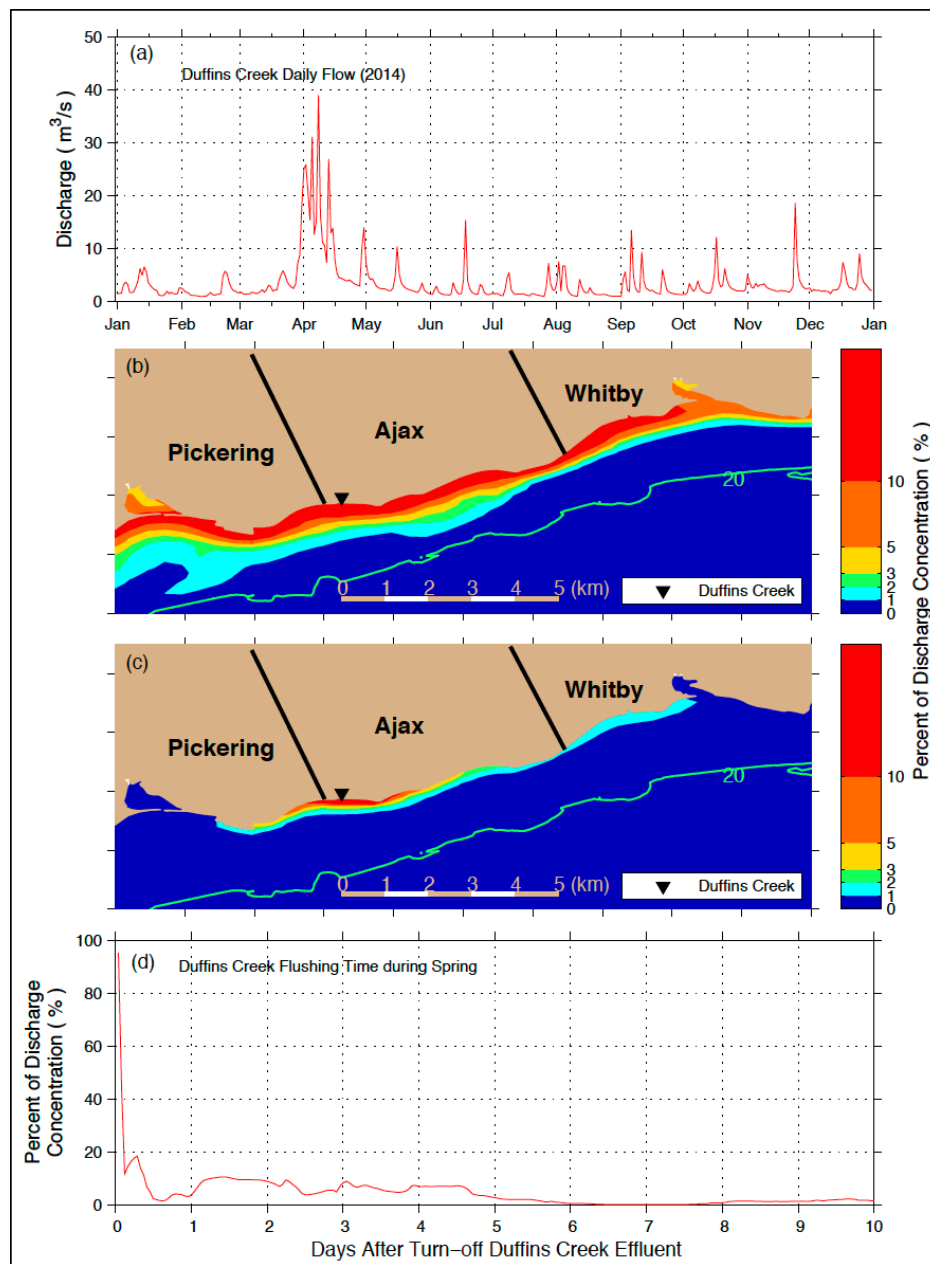 (a)
Duffins Creek Daily Flow (2014)
Discharge ( m³/s )
50
40
30
20
10
0
Jan Feb Mar Apr May Jun Jul Aug Sep Oct Nov Dec Jan
(b)
Pickering
Ajax
Whitby
20
0 1 2 3 4 5 (km)
Duffins Creek
10
5
3
2
1
0
Percent of Discharge Concentration ( % )
(c)
Pickering
Ajax
Whitby
20
0 1 2 3 4 5 (km)
Duffins Creek
10
5
3
2
1
0
(d)
Duffins Creek Flushing Time during Spring
Percent of Discharge
Concentration ( % )
100
80
60
40
20
0
0 1 2 3 4 5 6 7 8 9 10
Days After Turn−off Duffins Creek Effluent